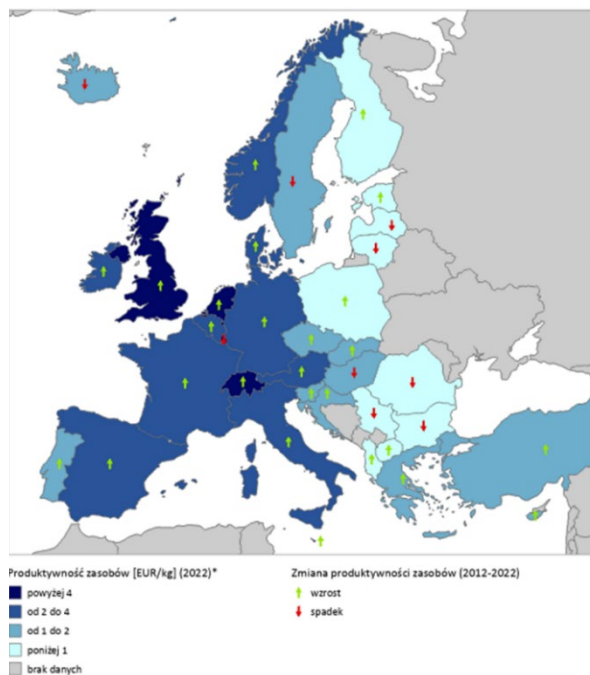 Produktywność zasobów [EUR/kg] (2022)*
powyżej 4
od 2 do 4
od 1 do 2
poniżej 1
brak danych
Zmiana produktywności zasobów (2012-2022)
wzrost
spadek